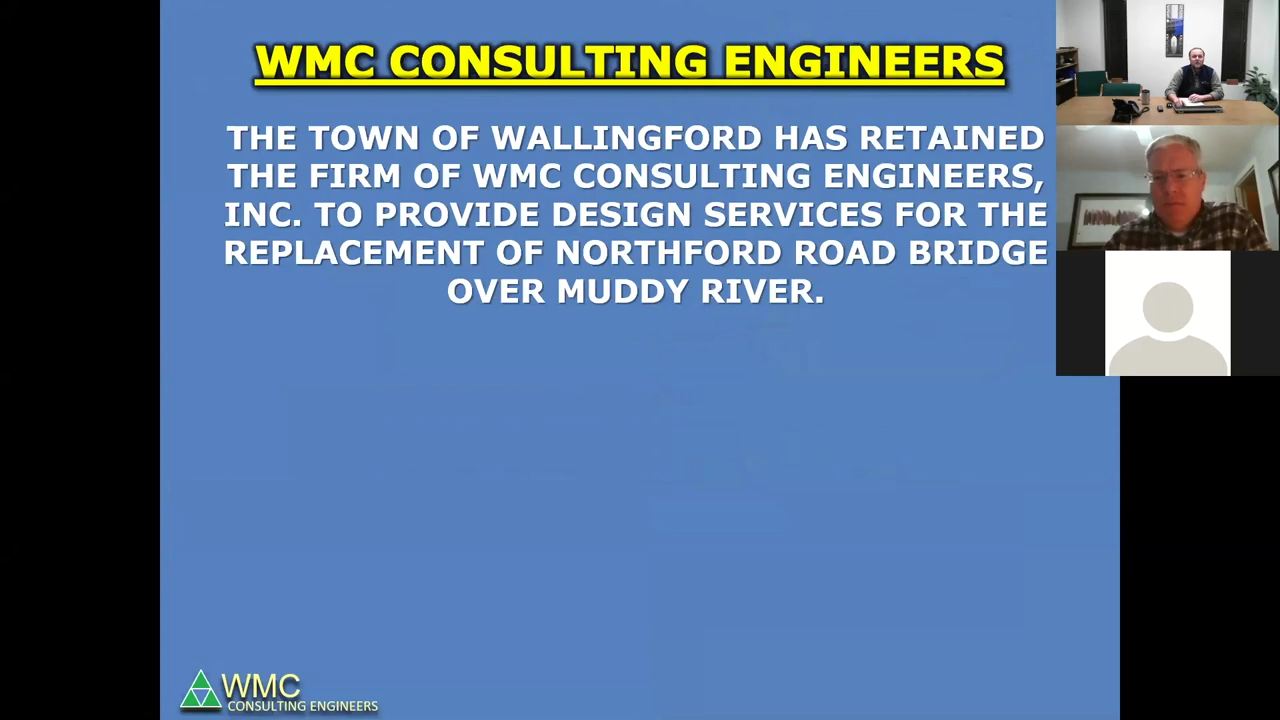 WMC CONSULTING ENGINEERS
THE TOWN OF WALLINGFORD HAS RETAINED
THE FIRM OF WMC CONSULTING ENGINEERS,
INC. TO PROVIDE DESIGN SERVICES FOR THE
REPLACEMENT OF NORTHFORD ROAD BRIDGE
OVER MUDDY RIVER.
WMC
CONSULTING ENGINEERS